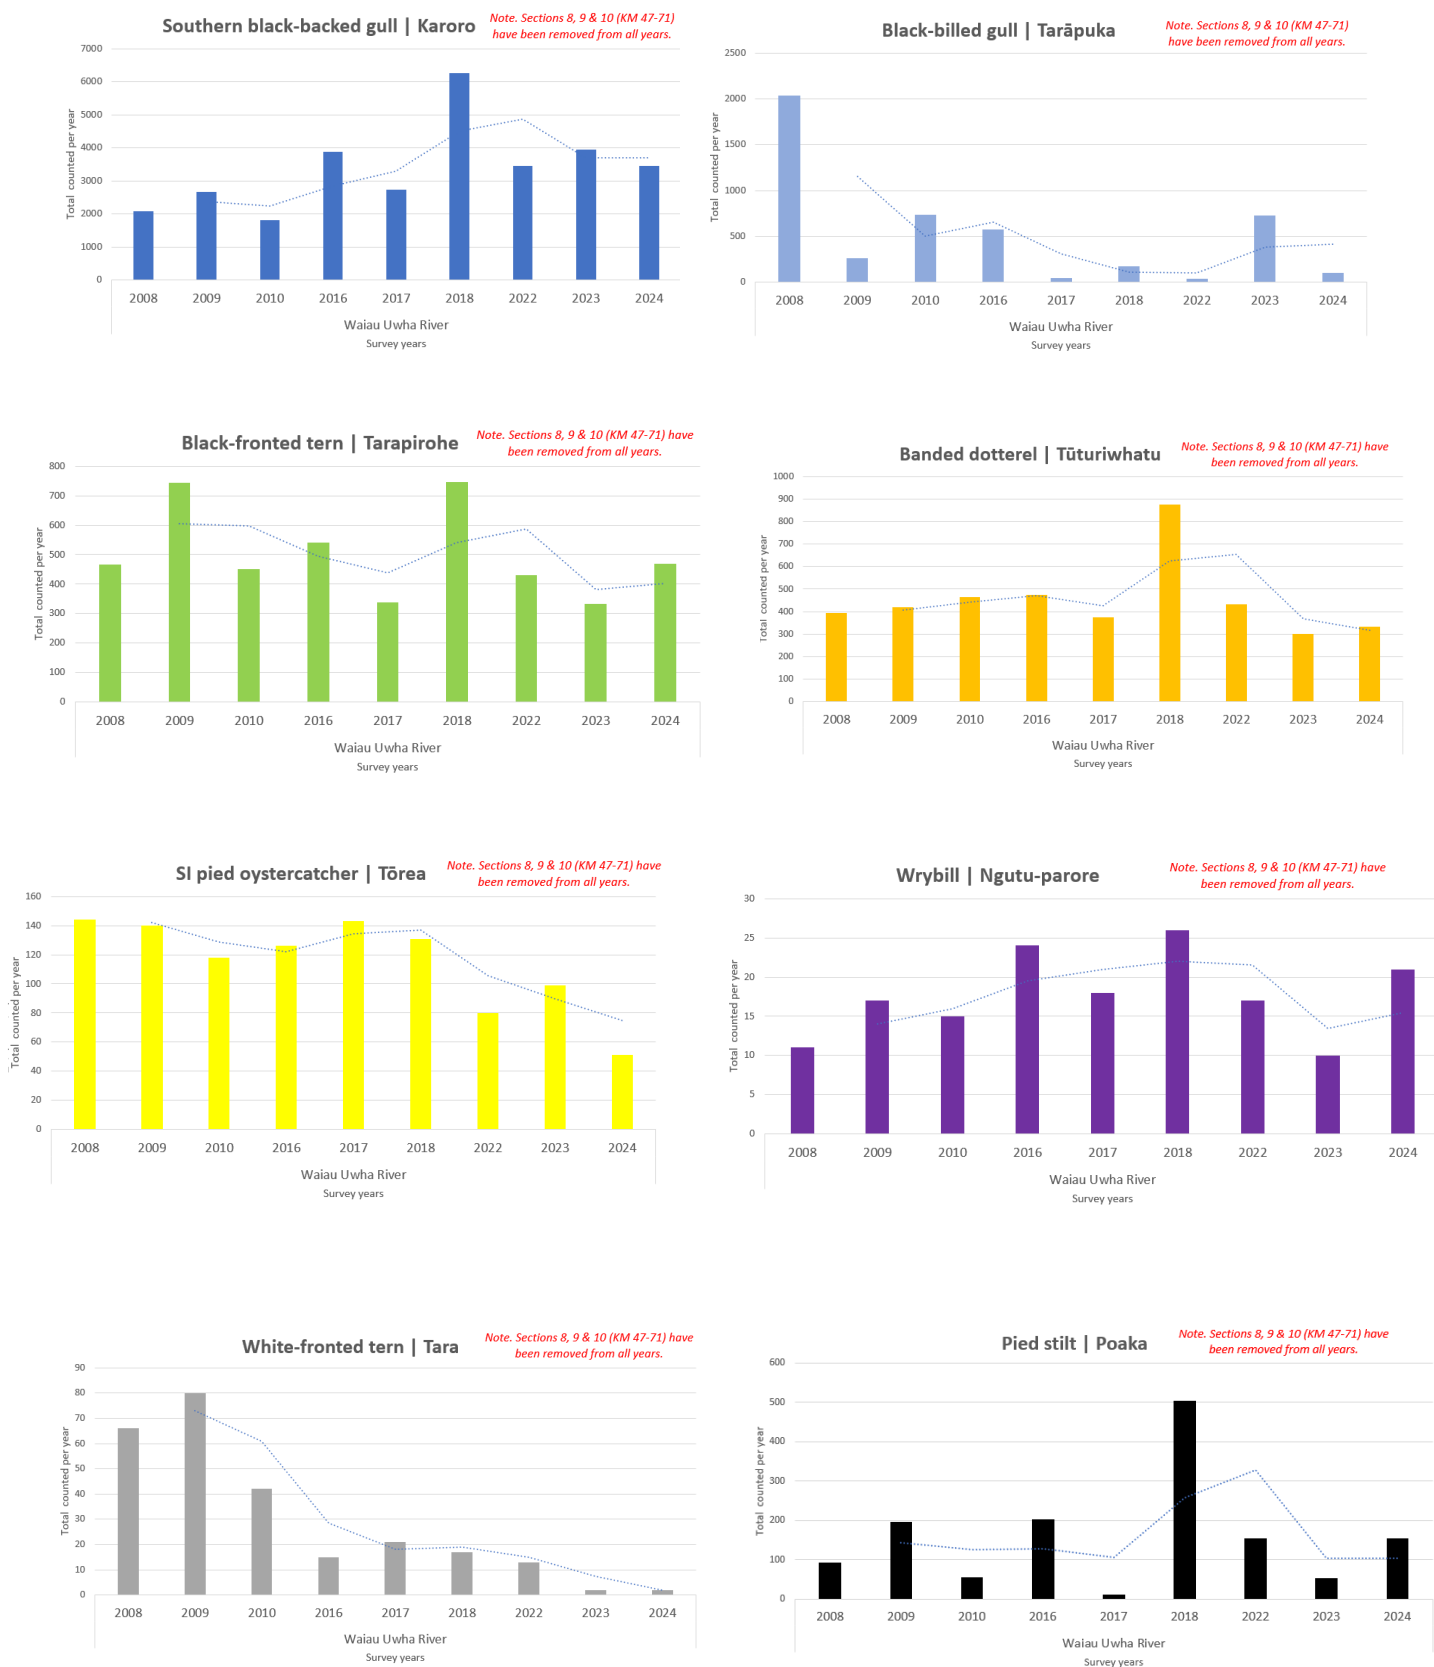 Southern black-backed gull | Karoro
Note. Sections 8, 9 & 10 (KM 47-71)
have been removed from all years.
7000
6000
5000
4000
3000
2000
1000
0
Total counted per year
2008 2009 2010 2016 2017 2018 2022 2023 2024
Waiau Uwha River
Survey years
Black-billed gull | Tarāpuka
Note. Sections 8, 9 & 10 (KM 47-71)
have been removed from all years.
2500
2000
1500
1000
500
0
Total counted per year
2008 2009 2010 2016 2017 2018 2022 2023 2024
Waiau Uwha River
Survey years
Black-fronted tern | Tarapirohe
Note. Sections 8, 9 & 10 (KM 47-71) have
been removed from all years.
800
700
600
500
400
300
200
100
0
Total counted per year
2008 2009 2010 2016 2017 2018 2022 2023 2024
Waiau Uwha River
Survey years
Banded dotterel | Tūturiwhatu
Note. Sections 8, 9 & 10 (KM 47-71) have
been removed from all years.
1000
900
800
700
600
500
400
300
200
100
0
Total counted per year
2008 2009 2010 2016 2017 2018 2022 2023 2024
Waiau Uwha River
Survey years
SI pied oystercatcher | Tōrea
Note. Sections 8, 9 & 10 (KM 47-71) have
been removed from all years.
160
140
120
100
80
60
40
20
0
Total counted per year
2008 2009 2010 2016 2017 2018 2022 2023 2024
Waiau Uwha River
Survey years
Wrybill | Ngutu-parore
Note. Sections 8, 9 & 10 (KM 47-71) have
been removed from all years.
30
25
20
15
10
5
0
Total counted per year
2008 2009 2010 2016 2017 2018 2022 2023 2024
Waiau Uwha River
Survey years
White-fronted tern | Tara
Note. Sections 8, 9 & 10 (KM 47-71) have
been removed from all years.
90
80
70
60
50
40
30
20
10
0
Total counted per year
2008 2009 2010 2016 2017 2018 2022 2023 2024
Waiau Uwha River
Survey years
Pied stilt | Poaka
Note. Sections 8, 9 & 10 (KM 47-71) have
been removed from all years.
600
500
400
300
200
100
0
Total counted per year
2008 2009 2010 2016 2017 2018 2022 2023 2024
Waiau Uwha River
Survey years